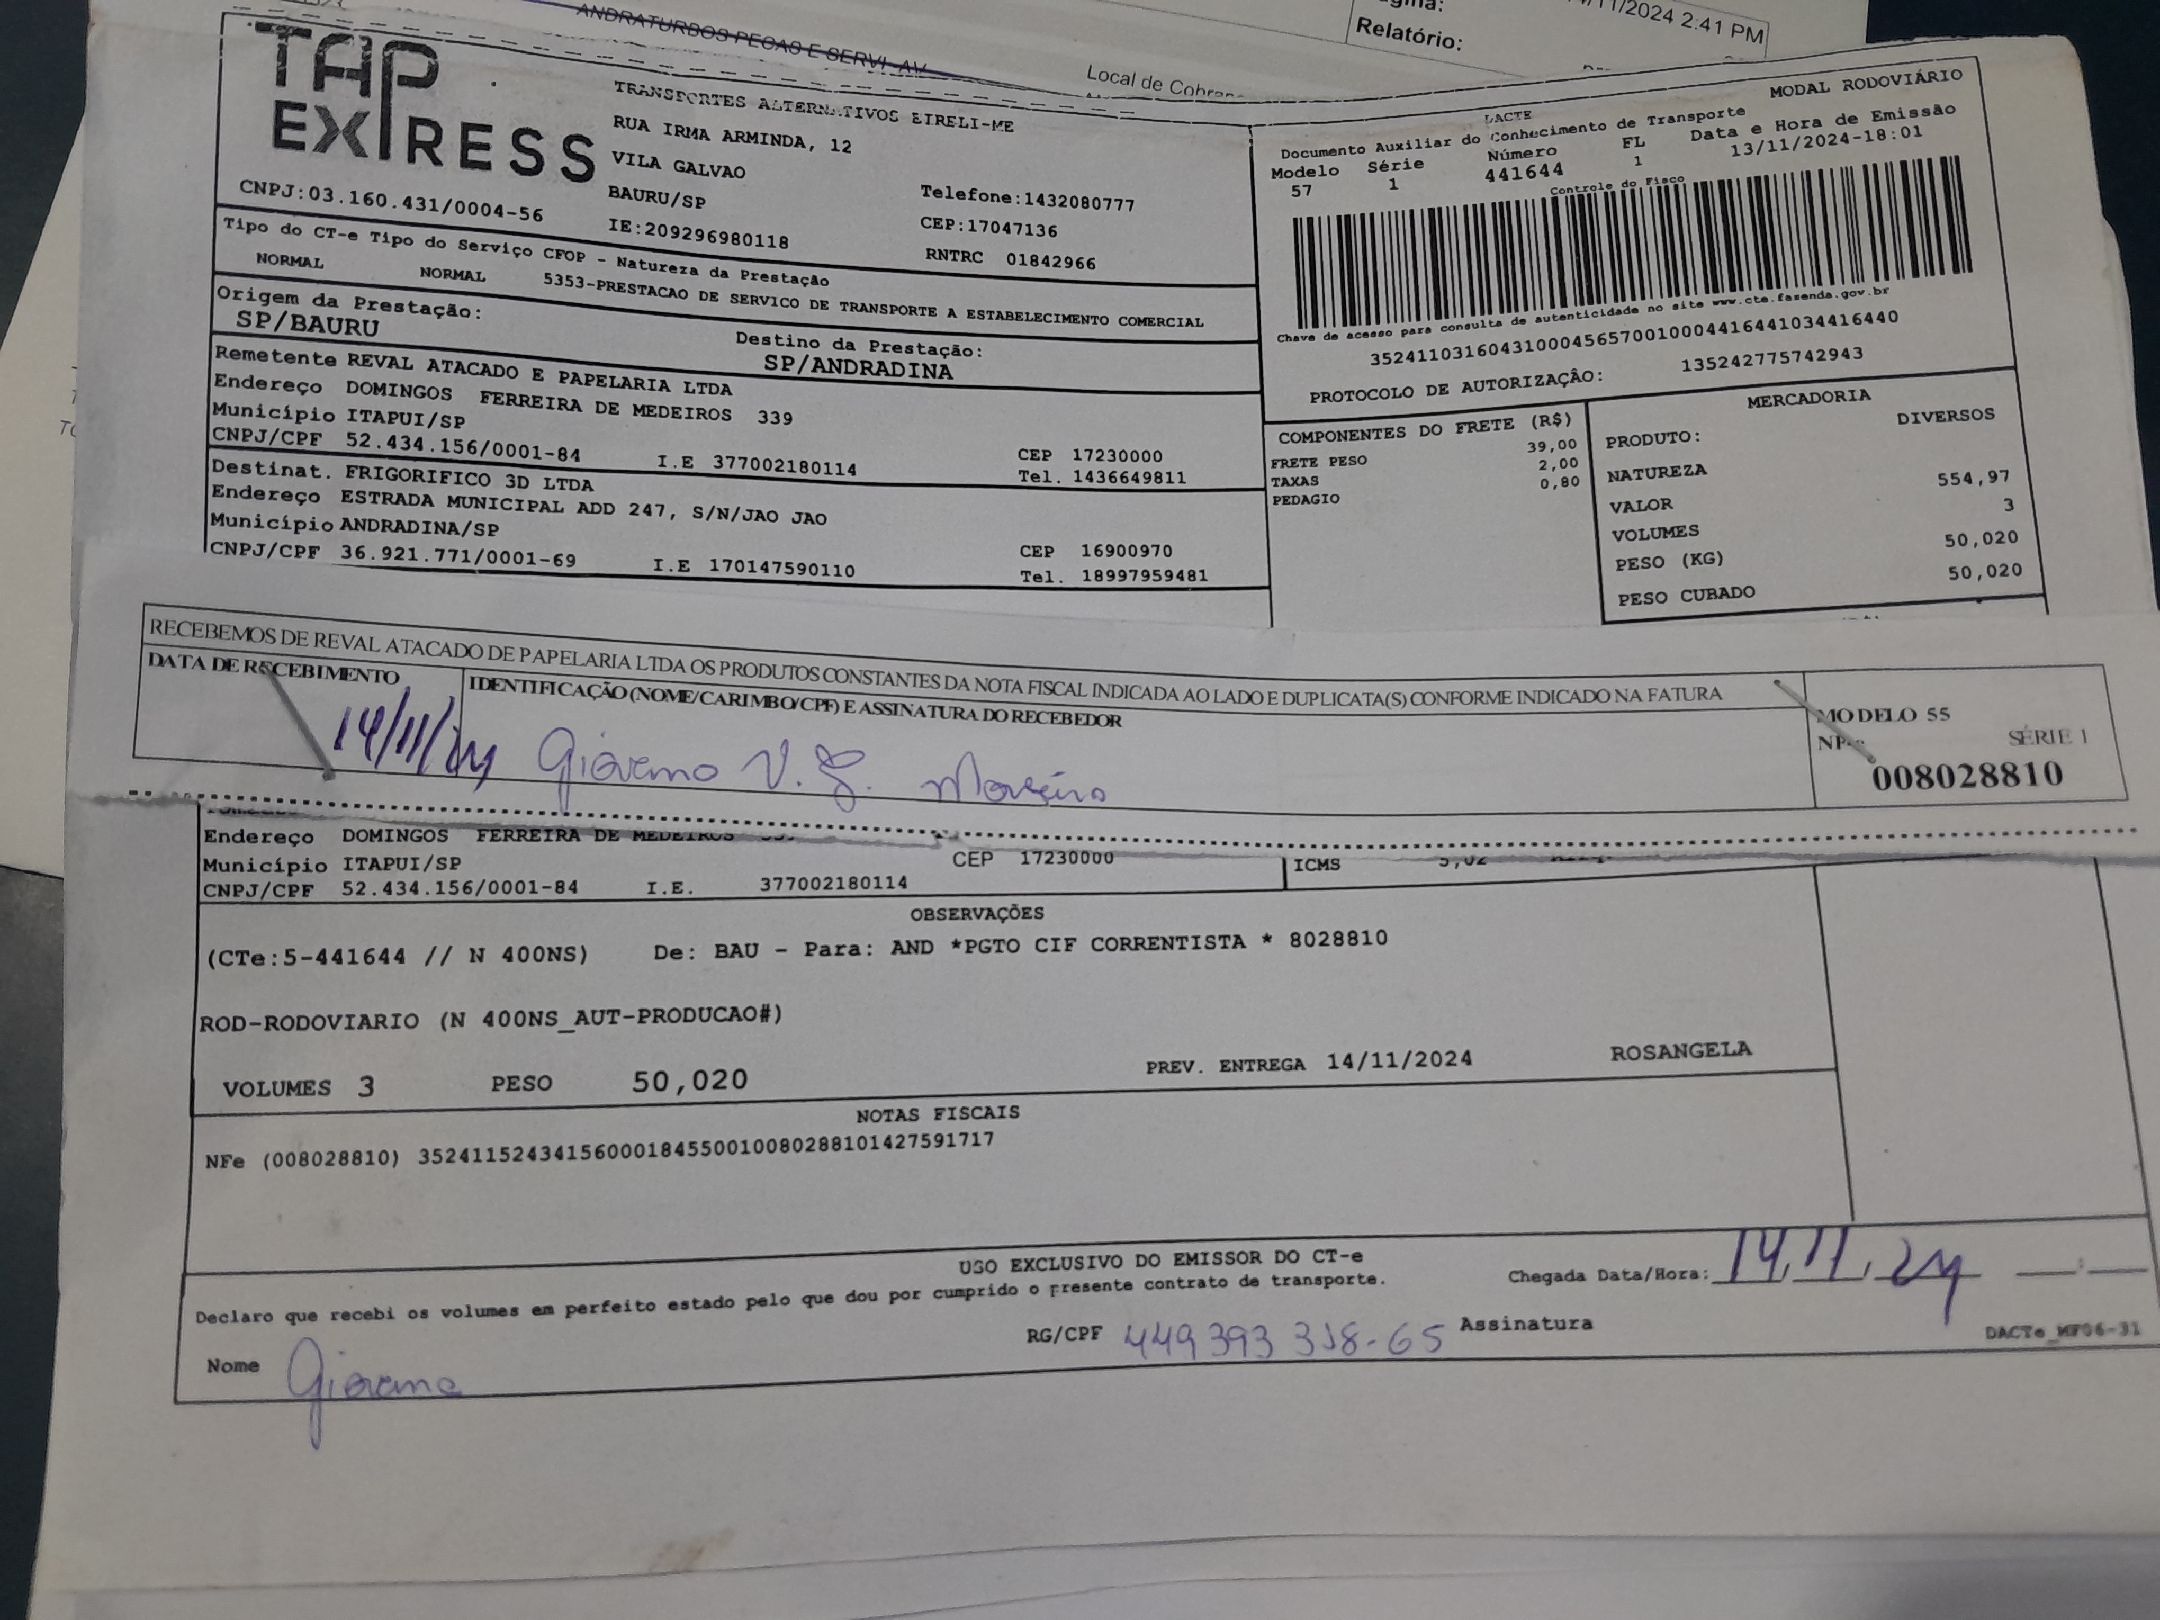 ANDRATURBOS PECAS E SERVI-AV
Local de Cobran
Relatório:
/11/2024 2:41 PM
TAP
EXPRESS
CNPJ:03.160.431/0004-56
TRANSPORTES ALTERNATIVOS EIRELI-ME
RUA IRMA ARMINDA, 12
VILA GALVAO
BAURU/SP
IE:209296980118
Telefone:1432080777
CEP:17047136
RNTRC 01842966
DACTE
MODAL RODOVIÁRIO
Documento Auxiliar do Conhecimento de Transporte
Modelo Série Número FL Data e Hora de Emissão
57 1 441644 1 13/11/2024-18:01
Controle do Fisco
Chave de acesso para consulta de autenticidade no site www.cte.fazenda.gov.br
35241103160431000456570010004416441034416440
PROTOCOLO DE AUTORIZAÇÂO: 135242775742943
Tipo do CT-e Tipo do Serviço CFOP - Natureza da Prestação
NORMAL NORMAL 5353-PRESTACAO DE SERVICO DE TRANSPORTE A ESTABELECIMENTO COMERCIAL
Origem da Prestação: Destino da Prestação:
SP/BAURU SP/ANDRADINA
Remetente REVAL ATACADO E PAPELARIA LTDA
Endereço DOMINGOS FERREIRA DE MEDEIROS 339
Município ITAPUI/SP CEP 17230000
CNPJ/CPF 52.434.156/0001-84 I.E 377002180114 Tel. 1436649811
Destinat. FRIGORIFICO 3D LTDA
Endereço ESTRADA MUNICIPAL ADD 247, S/N/JAO JAO
Município ANDRADINA/SP CEP 16900970
CNPJ/CPF 36.921.771/0001-69 I.E 170147590110 Tel. 18997959481
COMPONENTES DO FRETE (R$)
FRETE PESO 39,00
TAXAS 2,00
PEDAGIO 0,80
MERCADORIA
PRODUTO: DIVERSOS
NATUREZA
VALOR 554,97
VOLUMES 3
PESO (KG) 50,020
PESO CUBADO 50,020
RECEBEMOS DE REVAL ATACADO DE PAPELARIA LTDA OS PRODUTOS CONSTANTES DA NOTA FISCAL INDICADA AO LADO E DUPLICATA(S) CONFORME INDICADO NA FATURA
DATA DE RECEBIMENTO IDENTIFICAÇÃO (NOME/CARIMBO/CPF) E ASSINATURA DO RECEBEDOR
14/11/24 Giovana V. G. Moreira
MODELO 55
SÉRIE 1
008028810
Endereço DOMINGOS FERREIRA DE MEDEIROS
Município ITAPUI/SP CEP 17230000
CNPJ/CPF 52.434.156/0001-84 I.E. 377002180114
ICMS 5,02
OBSERVAÇÕES
(CTe:5-441644 // N 400NS) De: BAU - Para: AND *PGTO CIF CORRENTISTA * 8028810
ROD-RODOVIARIO (N 400NS_AUT-PRODUCAO#)
VOLUMES 3 PESO 50,020 PREV. ENTREGA 14/11/2024 ROSANGELA
NOTAS FISCAIS
NFe (008028810) 35241152434156000184550010080288101427591717
USO EXCLUSIVO DO EMISSOR DO CT-e
Declaro que recebi os volumes em perfeito estado pelo que dou por cumprido o presente contrato de transporte.
Chegada Data/Hora: 14/11/24
Nome Giovana RG/CPF 449393318-65 Assinatura
DACTe_MF06-31